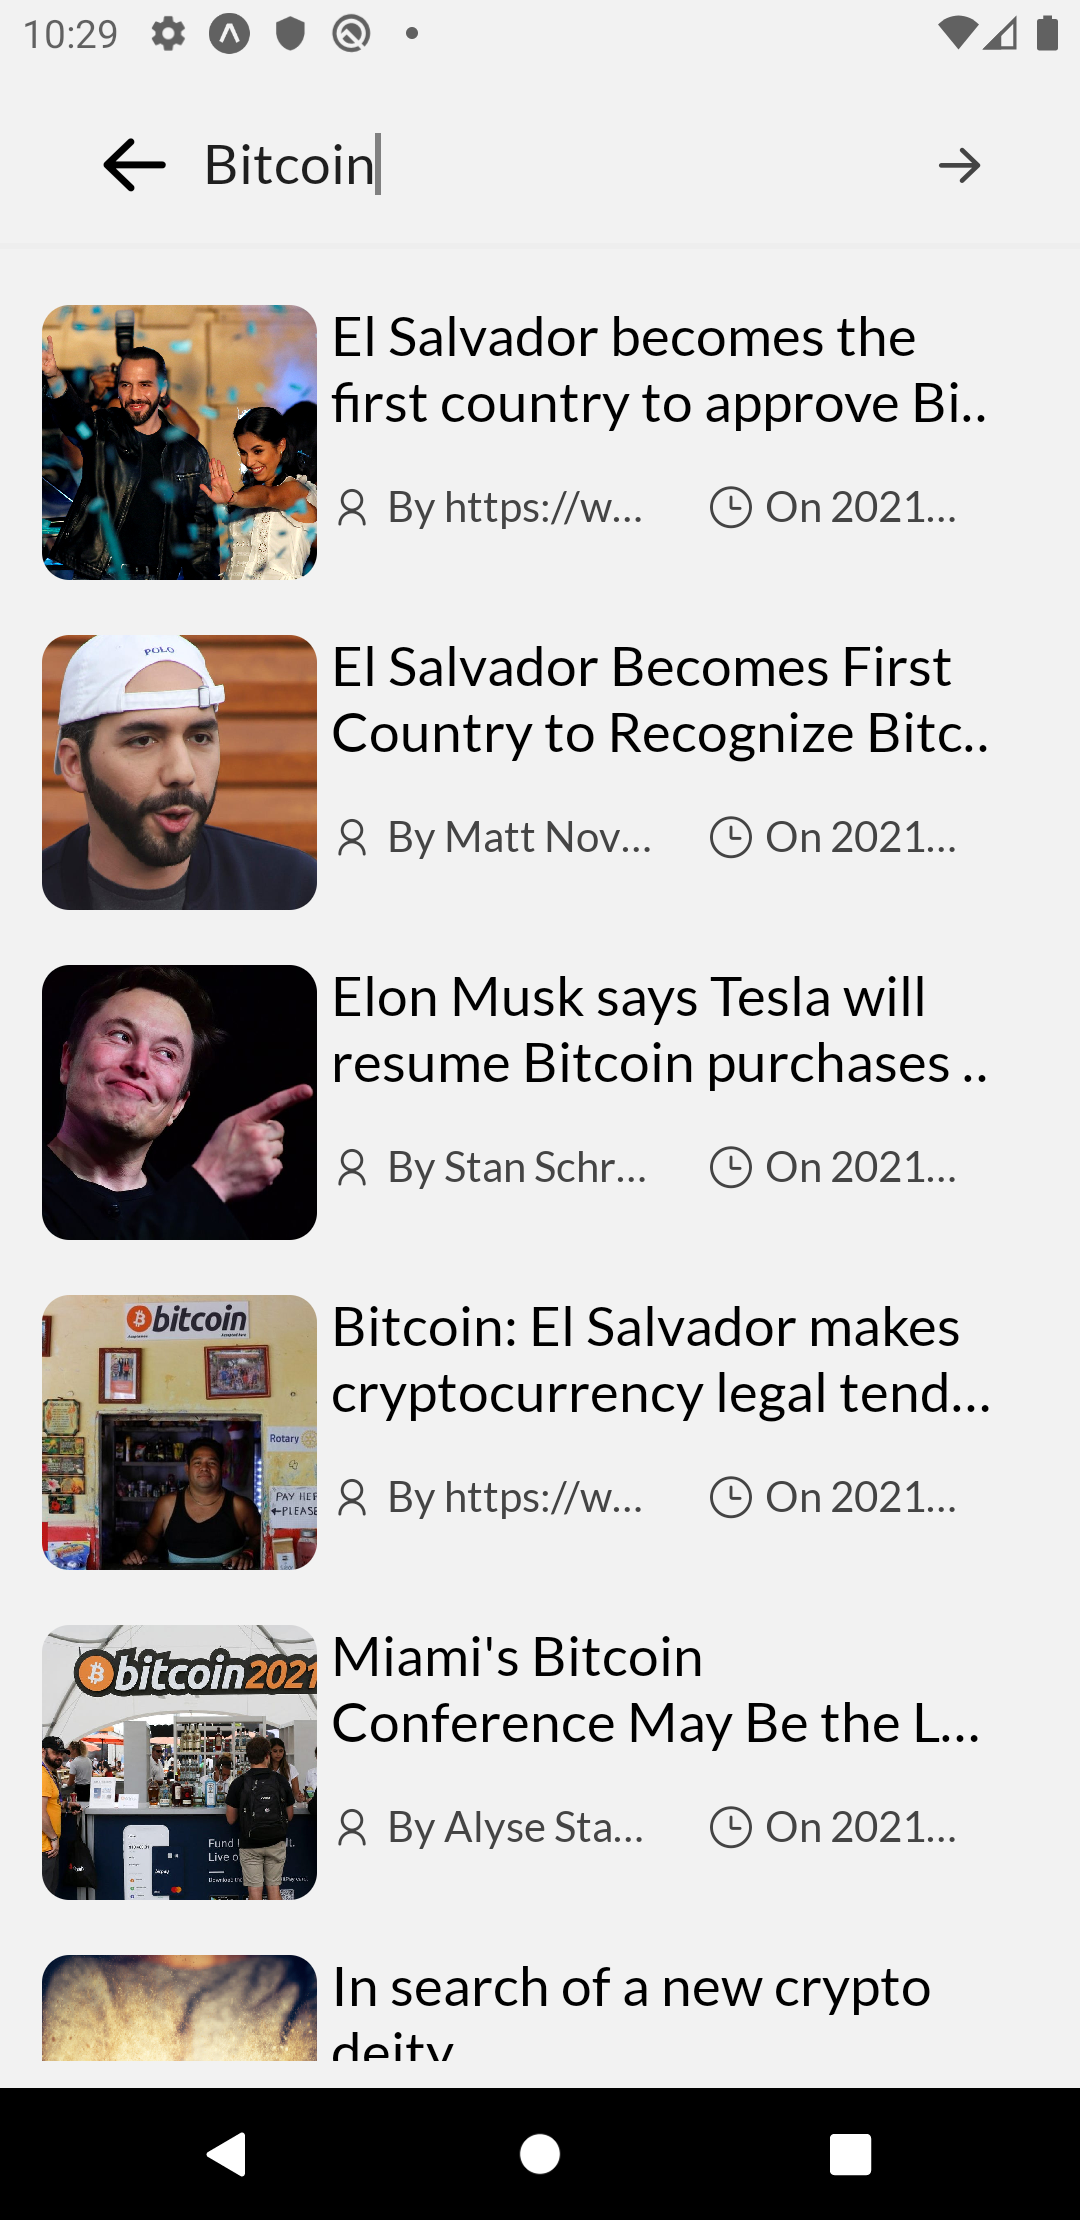 10:29
Bitcoin
El Salvador becomes the
first country to approve Bi..
By https://w...
On 2021...
POLO
El Salvador Becomes First
Country to Recognize Bitc..
By Matt Nov...
On 2021...
Elon Musk says Tesla will
resume Bitcoin purchases ..
By Stan Schr...
On 2021...
bitcoin
Rotary
PAY HER
←PLEASE
Bitcoin: El Salvador makes
cryptocurrency legal tend...
By https://w...
On 2021...
bitcoin2021
Fund
Live o
Miami's Bitcoin
Conference May Be the L...
By Alyse Sta...
On 2021...
In search of a new crypto
deity